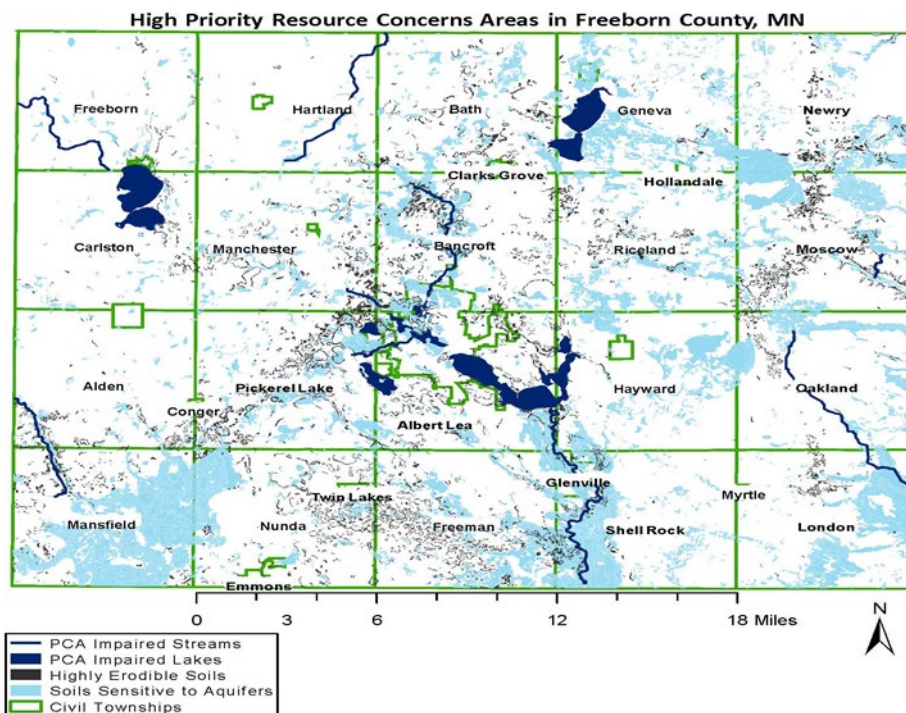 High Priority Resource Concerns Areas in Freeborn County, MN
Freeborn
Hartland
Bath
Geneva
Newry
Clarks Grove
Hollandale
Carlston
Manchester
Bancroft
Riceland
Moscow
Alden
Pickerel Lake
Hayward
Oakland
Conger
Albert Lea
Glenville
Twin Lakes
Myrtle
Mansfield
Nunda
Freeman
Shell Rock
London
Emmons
0 3 6 12 18 Miles
N
PCA Impaired Streams
PCA Impaired Lakes
Highly Erodible Soils
Soils Sensitive to Aquifers
Civil Townships